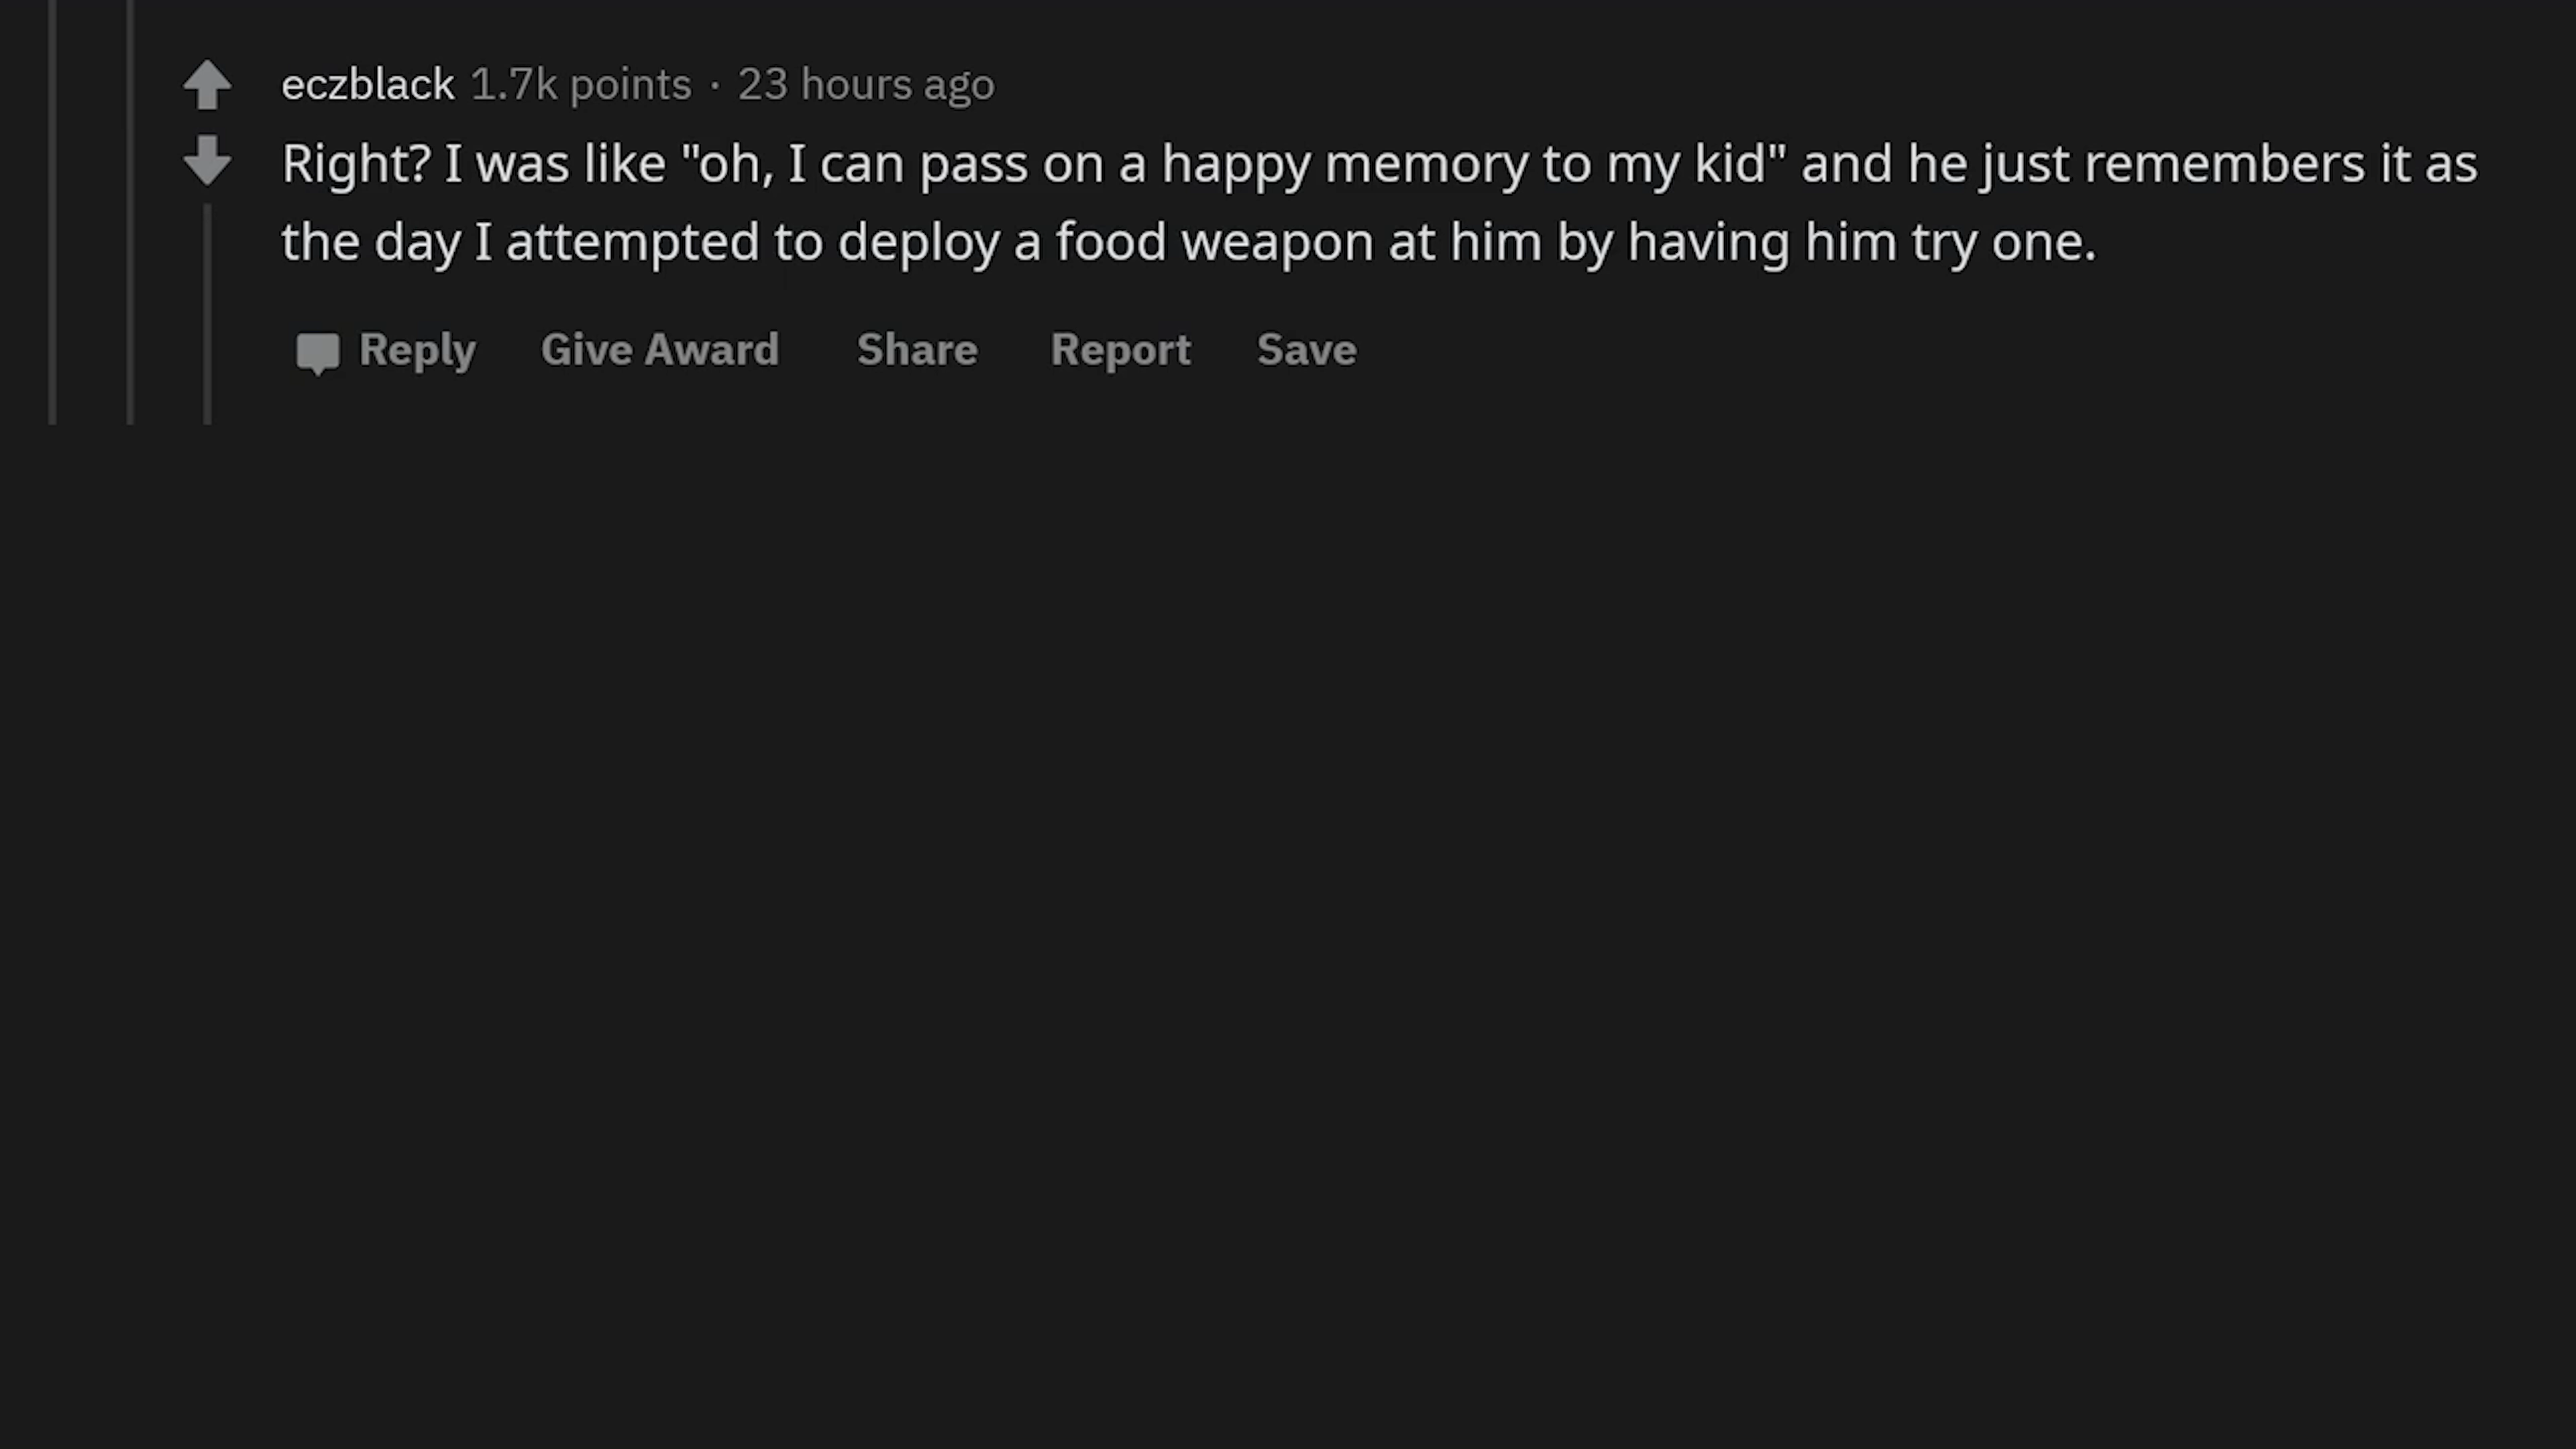 eczblack 1.7k points · 23 hours ago
Right? I was like "oh, I can pass on a happy memory to my kid" and he just remembers it as
the day I attempted to deploy a food weapon at him by having him try one.
Reply Give Award Share Report Save